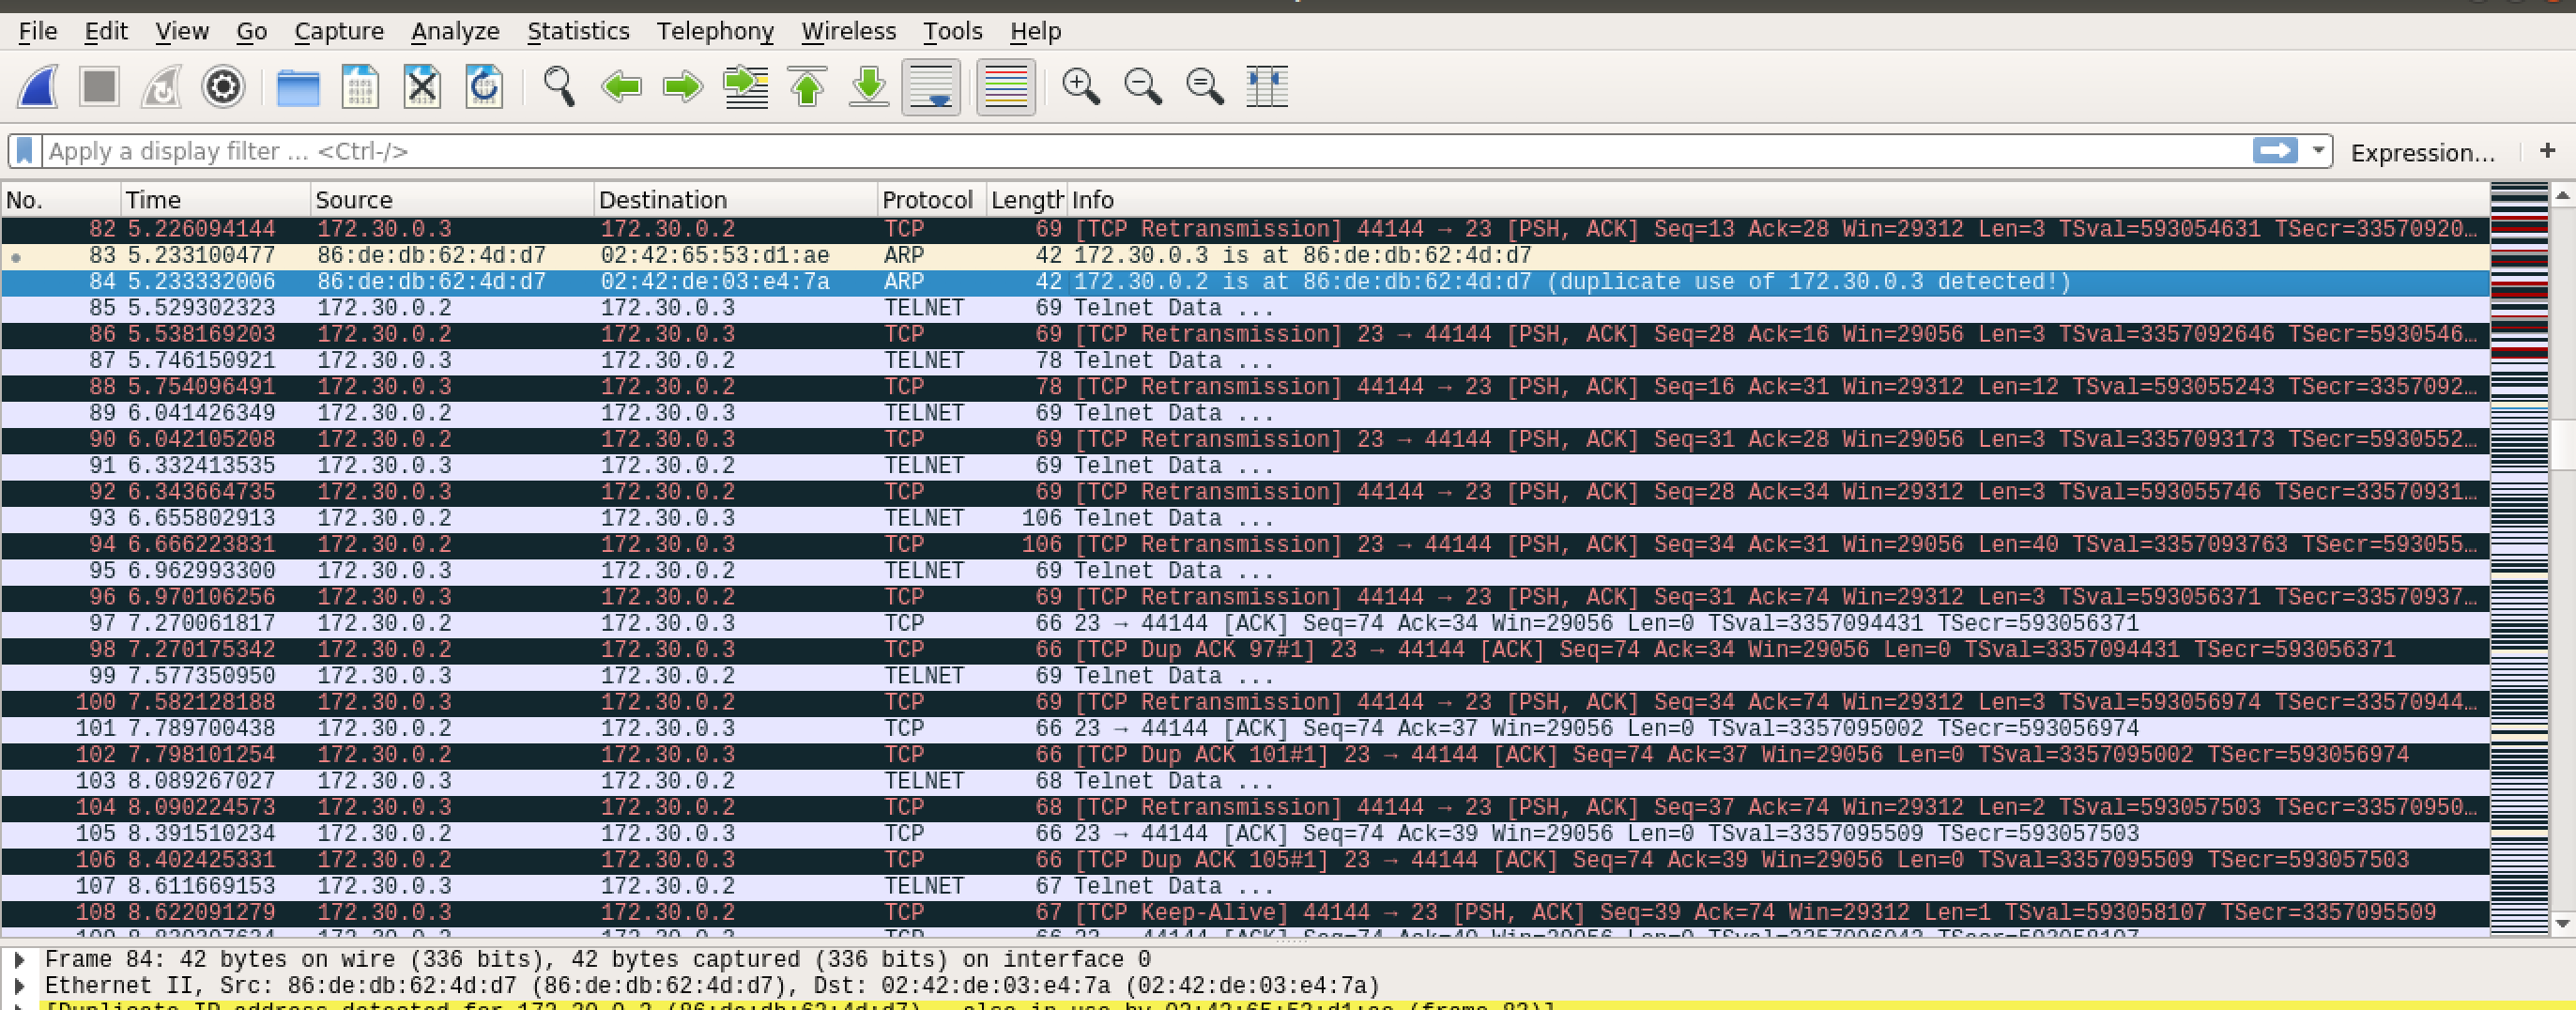 File Edit View Go Capture Analyze Statistics Telephony Wireless Tools Help
Apply a display filter ... <Ctrl-/> Expression... +
No. Time Source Destination Protocol Length Info
82 5.226094144 172.30.0.3 172.30.0.2 TCP 69 [TCP Retransmission] 44144 → 23 [PSH, ACK] Seq=13 Ack=28 Win=29312 Len=3 TSval=593054631 TSecr=33570920…
83 5.233100477 86:de:db:62:4d:d7 02:42:65:53:d1:ae ARP 42 172.30.0.3 is at 86:de:db:62:4d:d7
84 5.233332006 86:de:db:62:4d:d7 02:42:de:03:e4:7a ARP 42 172.30.0.2 is at 86:de:db:62:4d:d7 (duplicate use of 172.30.0.3 detected!)
85 5.529302323 172.30.0.2 172.30.0.3 TELNET 69 Telnet Data ...
86 5.538169203 172.30.0.2 172.30.0.3 TCP 69 [TCP Retransmission] 23 → 44144 [PSH, ACK] Seq=28 Ack=16 Win=29056 Len=3 TSval=3357092646 TSecr=5930546…
87 5.746150921 172.30.0.3 172.30.0.2 TELNET 78 Telnet Data ...
88 5.754096491 172.30.0.3 172.30.0.2 TCP 78 [TCP Retransmission] 44144 → 23 [PSH, ACK] Seq=16 Ack=31 Win=29312 Len=12 TSval=593055243 TSecr=3357092…
89 6.041426349 172.30.0.2 172.30.0.3 TELNET 69 Telnet Data ...
90 6.042105208 172.30.0.2 172.30.0.3 TCP 69 [TCP Retransmission] 23 → 44144 [PSH, ACK] Seq=31 Ack=28 Win=29056 Len=3 TSval=3357093173 TSecr=5930552…
91 6.332413535 172.30.0.3 172.30.0.2 TELNET 69 Telnet Data ...
92 6.343664735 172.30.0.3 172.30.0.2 TCP 69 [TCP Retransmission] 44144 → 23 [PSH, ACK] Seq=28 Ack=34 Win=29312 Len=3 TSval=593055746 TSecr=33570931…
93 6.655802913 172.30.0.2 172.30.0.3 TELNET 106 Telnet Data ...
94 6.666223831 172.30.0.2 172.30.0.3 TCP 106 [TCP Retransmission] 23 → 44144 [PSH, ACK] Seq=34 Ack=31 Win=29056 Len=40 TSval=3357093763 TSecr=593055…
95 6.962993300 172.30.0.3 172.30.0.2 TELNET 69 Telnet Data ...
96 6.970106256 172.30.0.3 172.30.0.2 TCP 69 [TCP Retransmission] 44144 → 23 [PSH, ACK] Seq=31 Ack=74 Win=29312 Len=3 TSval=593056371 TSecr=33570937…
97 7.270061817 172.30.0.2 172.30.0.3 TCP 66 23 → 44144 [ACK] Seq=74 Ack=34 Win=29056 Len=0 TSval=3357094431 TSecr=593056371
98 7.270175342 172.30.0.2 172.30.0.3 TCP 66 [TCP Dup ACK 97#1] 23 → 44144 [ACK] Seq=74 Ack=34 Win=29056 Len=0 TSval=3357094431 TSecr=593056371
99 7.577350950 172.30.0.3 172.30.0.2 TELNET 69 Telnet Data ...
100 7.582128188 172.30.0.3 172.30.0.2 TCP 69 [TCP Retransmission] 44144 → 23 [PSH, ACK] Seq=34 Ack=74 Win=29312 Len=3 TSval=593056974 TSecr=33570944…
101 7.789700438 172.30.0.2 172.30.0.3 TCP 66 23 → 44144 [ACK] Seq=74 Ack=37 Win=29056 Len=0 TSval=3357095002 TSecr=593056974
102 7.798101254 172.30.0.2 172.30.0.3 TCP 66 [TCP Dup ACK 101#1] 23 → 44144 [ACK] Seq=74 Ack=37 Win=29056 Len=0 TSval=3357095002 TSecr=593056974
103 8.089267027 172.30.0.3 172.30.0.2 TELNET 68 Telnet Data ...
104 8.090224573 172.30.0.3 172.30.0.2 TCP 68 [TCP Retransmission] 44144 → 23 [PSH, ACK] Seq=37 Ack=74 Win=29312 Len=2 TSval=593057503 TSecr=33570950…
105 8.391510234 172.30.0.2 172.30.0.3 TCP 66 23 → 44144 [ACK] Seq=74 Ack=39 Win=29056 Len=0 TSval=3357095509 TSecr=593057503
106 8.402425331 172.30.0.2 172.30.0.3 TCP 66 [TCP Dup ACK 105#1] 23 → 44144 [ACK] Seq=74 Ack=39 Win=29056 Len=0 TSval=3357095509 TSecr=593057503
107 8.611669153 172.30.0.3 172.30.0.2 TELNET 67 Telnet Data ...
108 8.622091279 172.30.0.3 172.30.0.2 TCP 67 [TCP Keep-Alive] 44144 → 23 [PSH, ACK] Seq=39 Ack=74 Win=29312 Len=1 TSval=593058107 TSecr=3357095509
Frame 84: 42 bytes on wire (336 bits), 42 bytes captured (336 bits) on interface 0
Ethernet II, Src: 86:de:db:62:4d:d7 (86:de:db:62:4d:d7), Dst: 02:42:de:03:e4:7a (02:42:de:03:e4:7a)